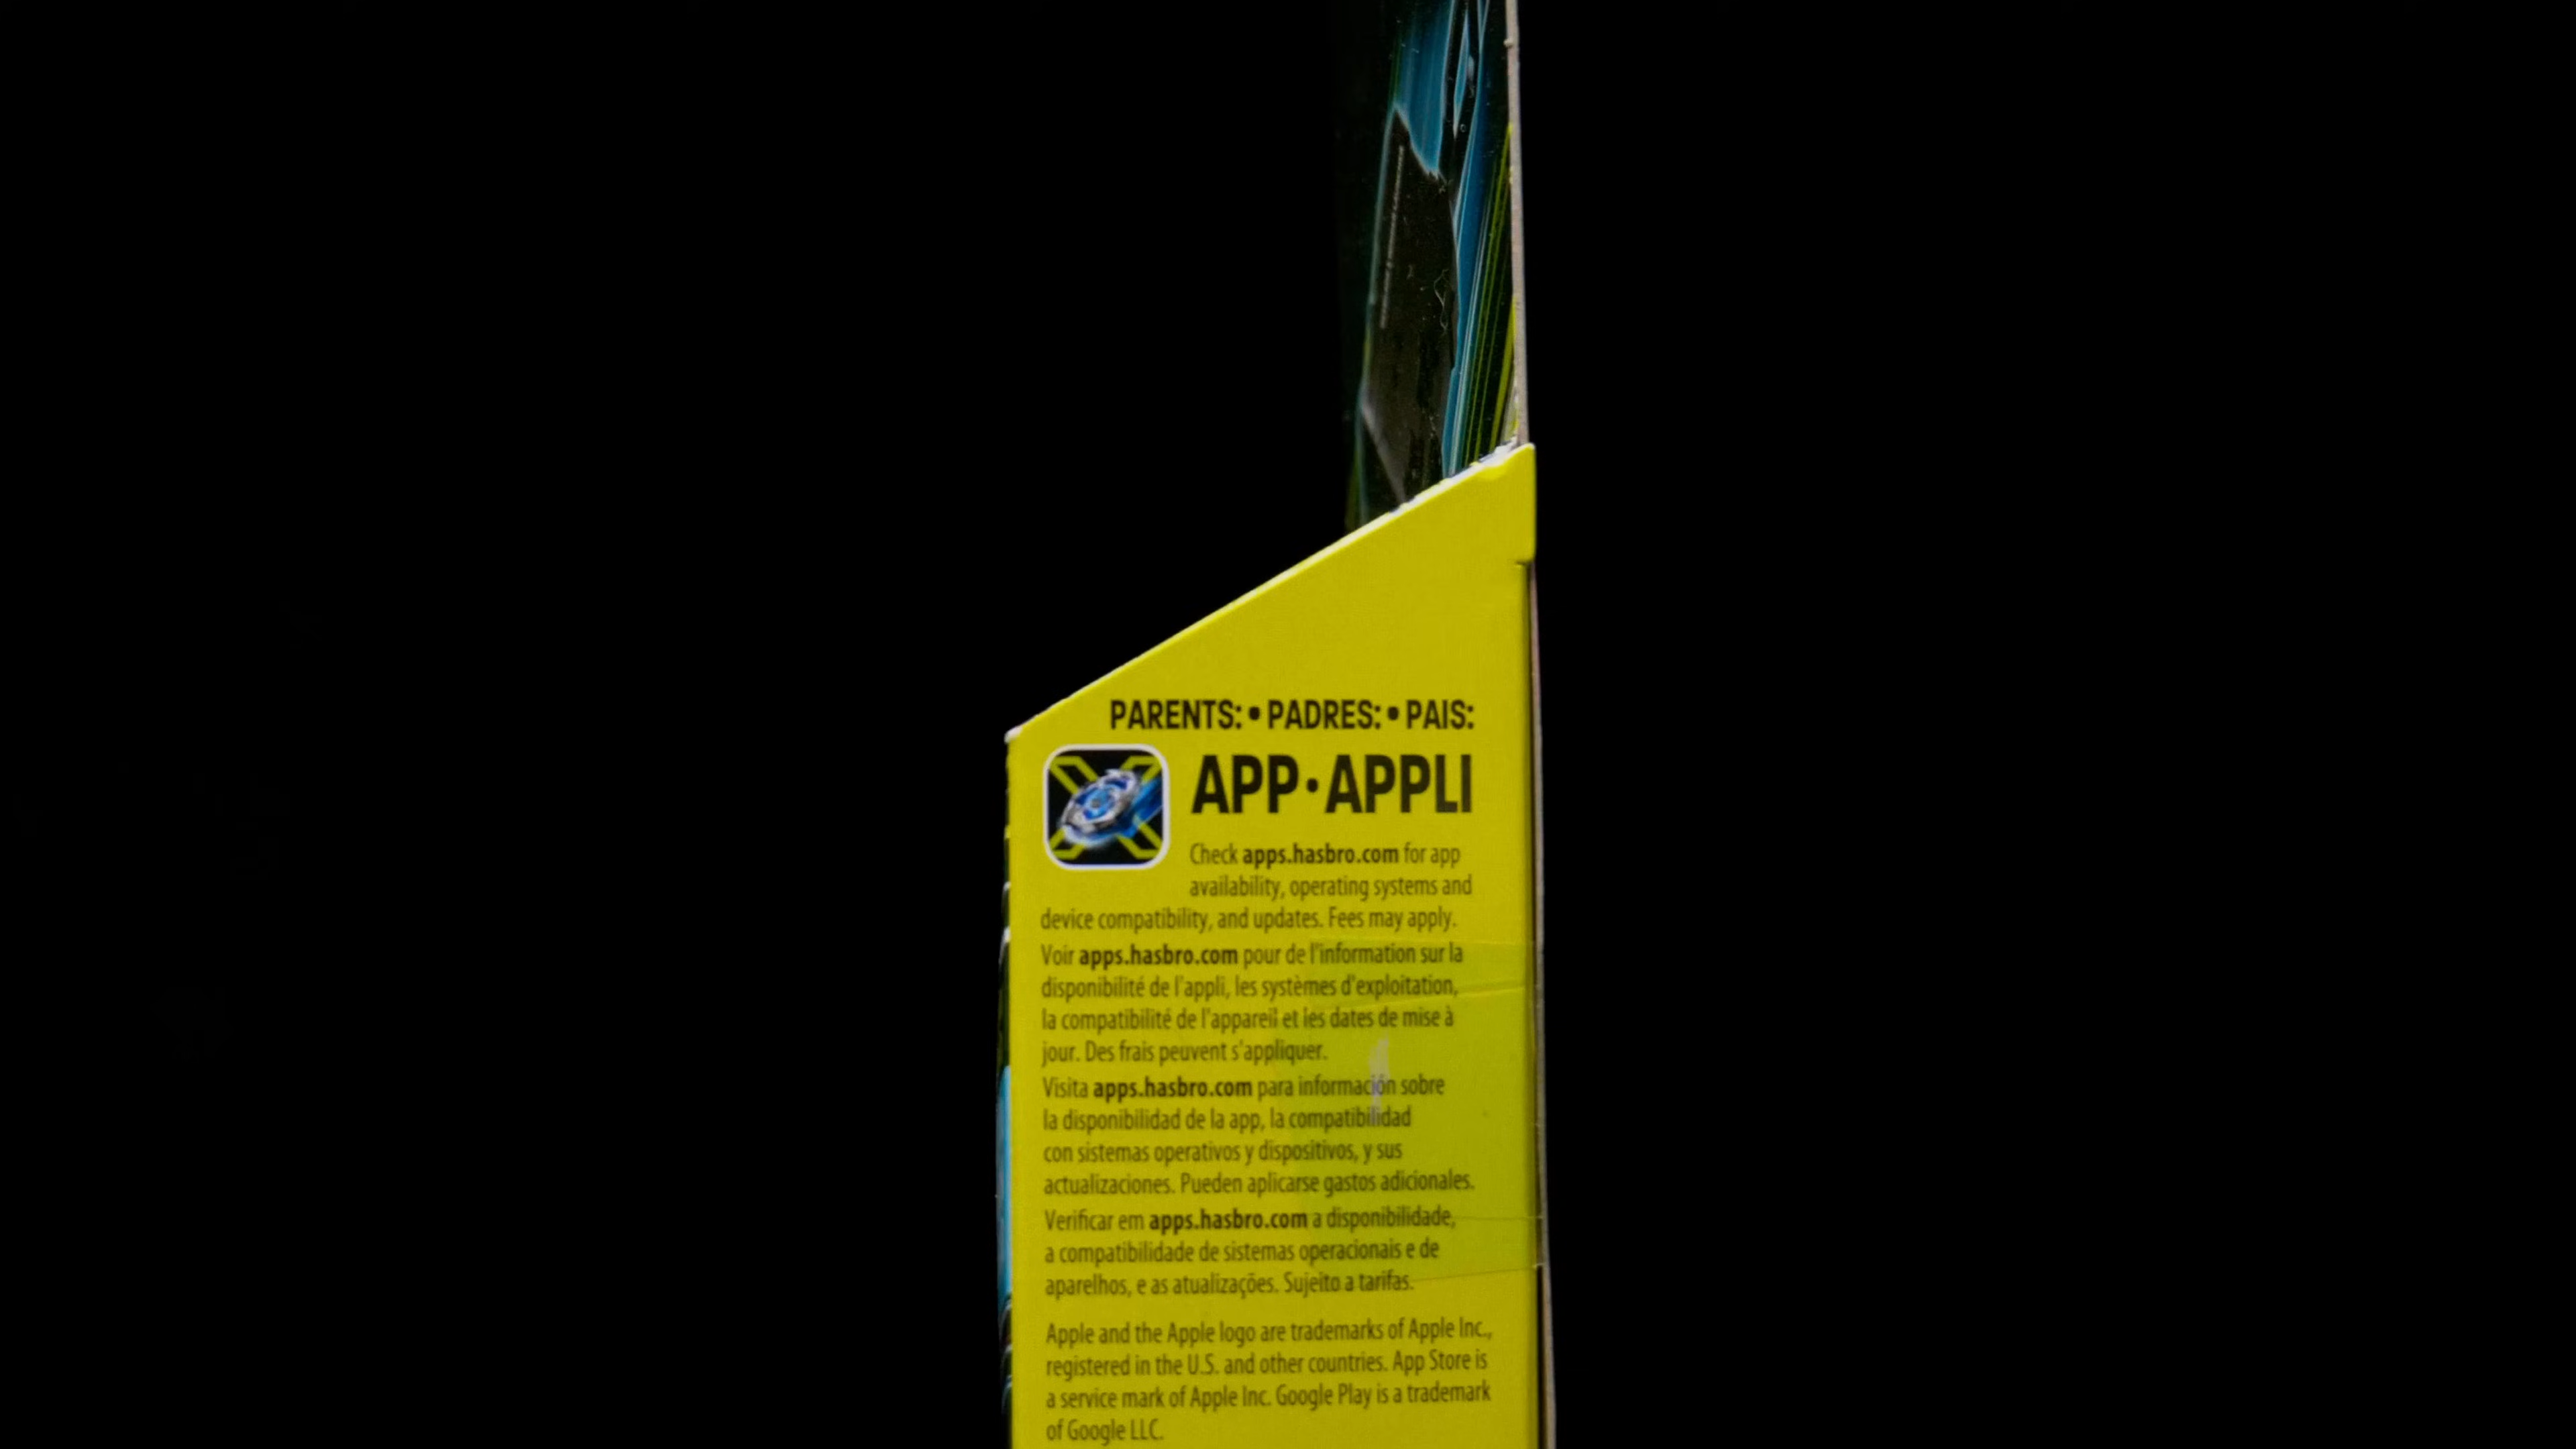 PARENTS: • PADRES: • PAIS:
APP • APPLI
Check apps.hasbro.com for app
availability, operating systems and
device compatibility, and updates. Fees may apply.
Voir apps.hasbro.com pour de l'information sur la
disponibilité de l'appli, les systèmes d'exploitation,
la compatibilité de l'appareil et les dates de mise à
jour. Des frais peuvent s'appliquer.
Visita apps.hasbro.com para información sobre
la disponibilidad de la app, la compatibilidad
con sistemas operativos y dispositivos, y sus
actualizaciones. Pueden aplicarse gastos adicionales.
Verificar em apps.hasbro.com a disponibilidade,
a compatibilidade de sistemas operacionais e de
aparelhos, e as atualizações. Sujeito a tarifas.
Apple and the Apple logo are trademarks of Apple Inc.,
registered in the U.S. and other countries. App Store is
a service mark of Apple Inc. Google Play is a trademark
of Google LLC.